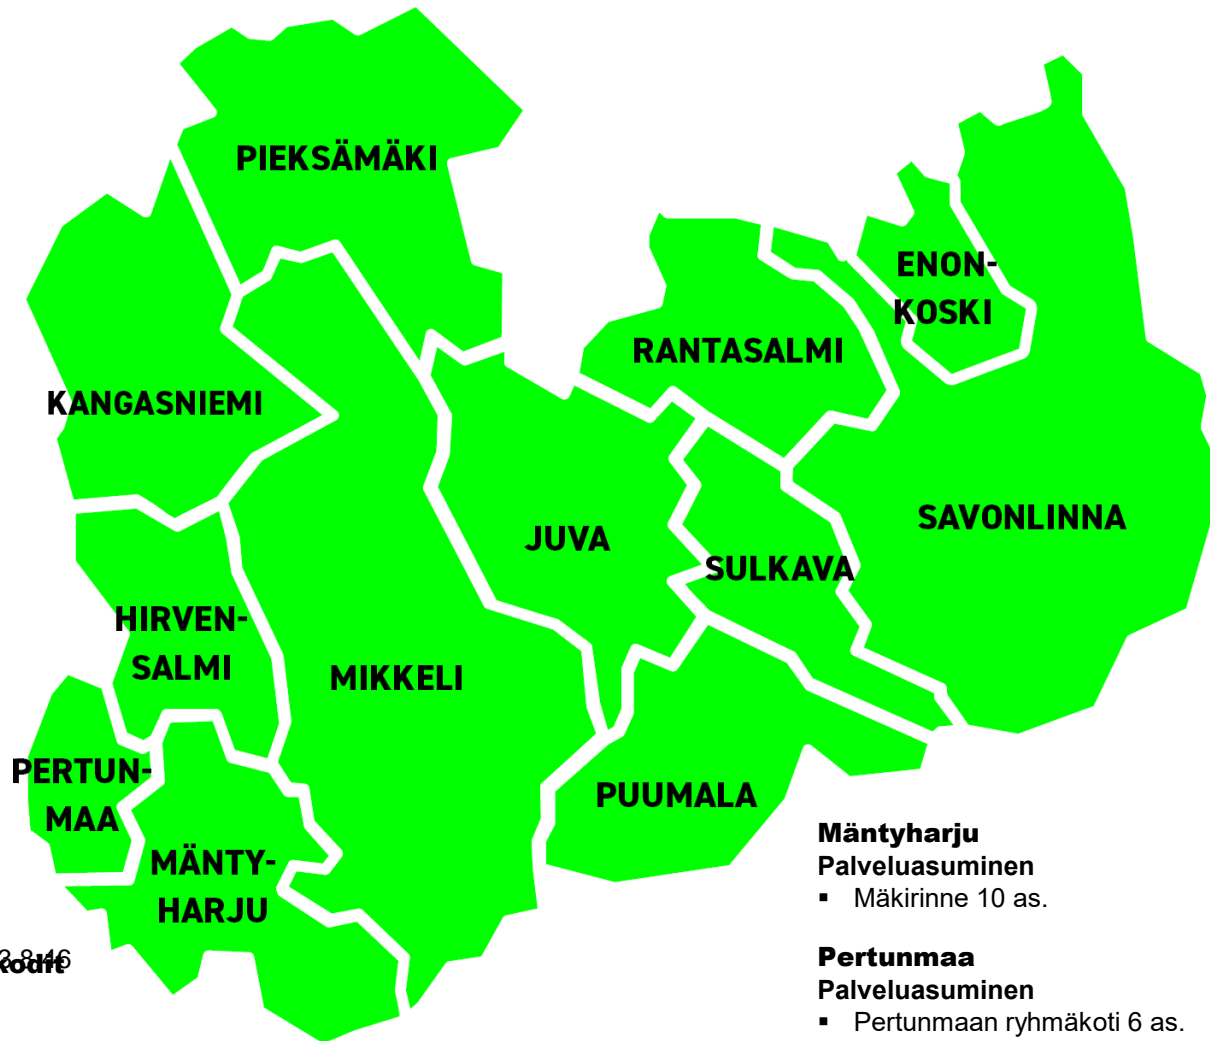 PIEKSÄMÄKI
ENON-
KOSKI
RANTASALMI
KANGASNIEMI
SAVONLINNA
JUVA
SULKAVA
HIRVEN-
SALMI
MIKKELI
PERTUN-
MAA
PUUMALA
MÄNTY-
HARJU
Mäntyharju
Palveluasuminen
▪ Mäkirinne 10 as.
Pertunmaa
Palveluasuminen
▪ Pertunmaan ryhmäkoti 6 as.